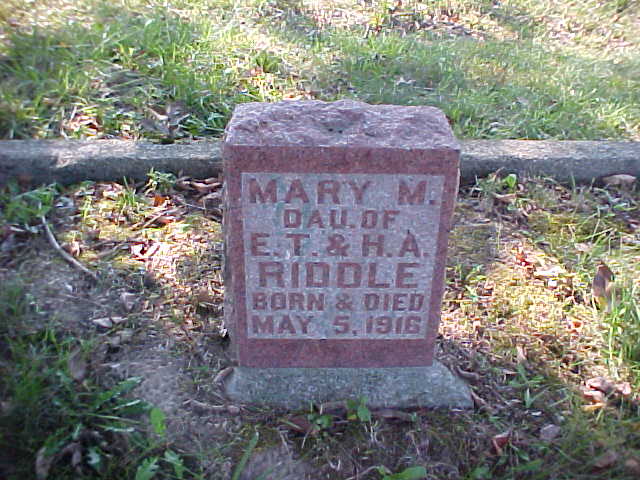 MARY M.
DAU. OF
E. T. & H. A.
RIDDLE
BORN & DIED
MAY 5, 1916